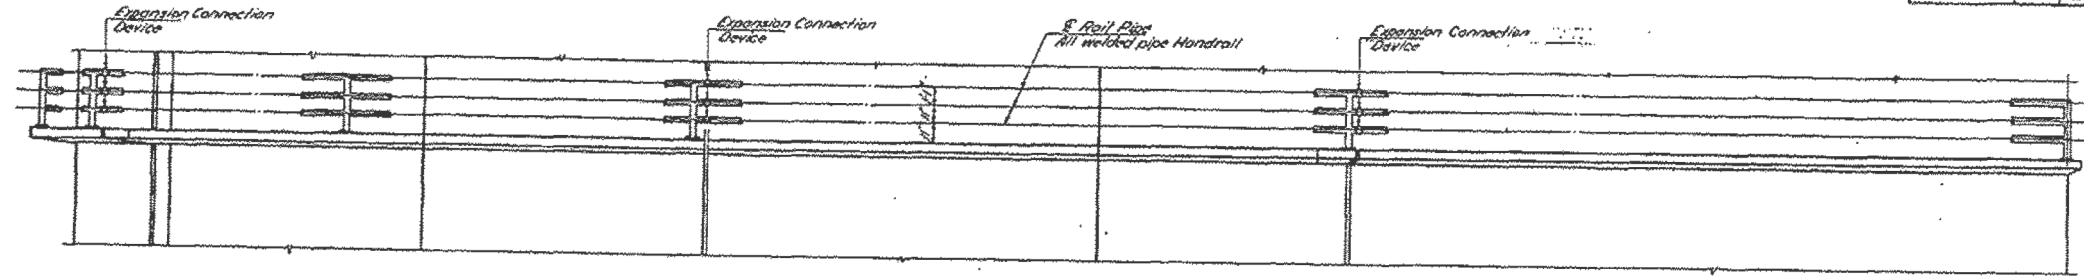 Expansion Connection
Device
Expansion Connection
Device
℄ Rail Pipe
All welded pipe Handrail
Expansion Connection
Device